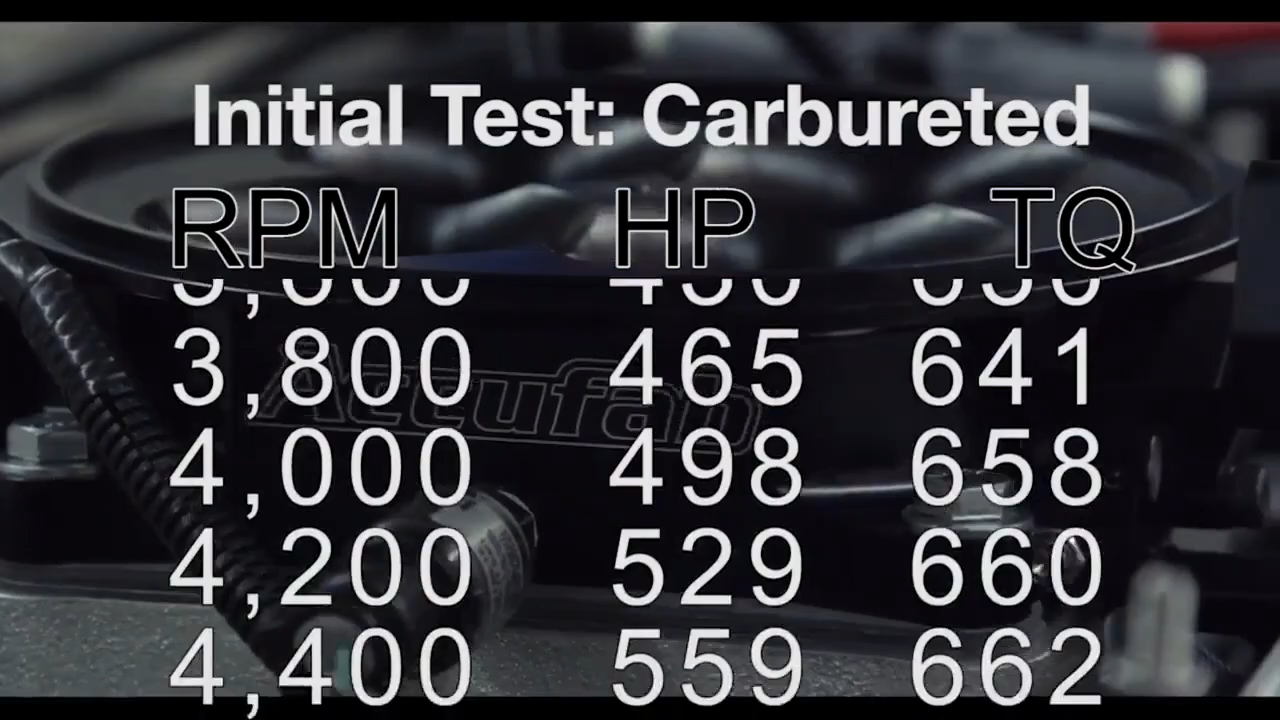 Initial Test: Carbureted
RPM HP TQ
3,800 465 641
Accufab
4,000 498 658
4,200 529 660
4,400 559 662